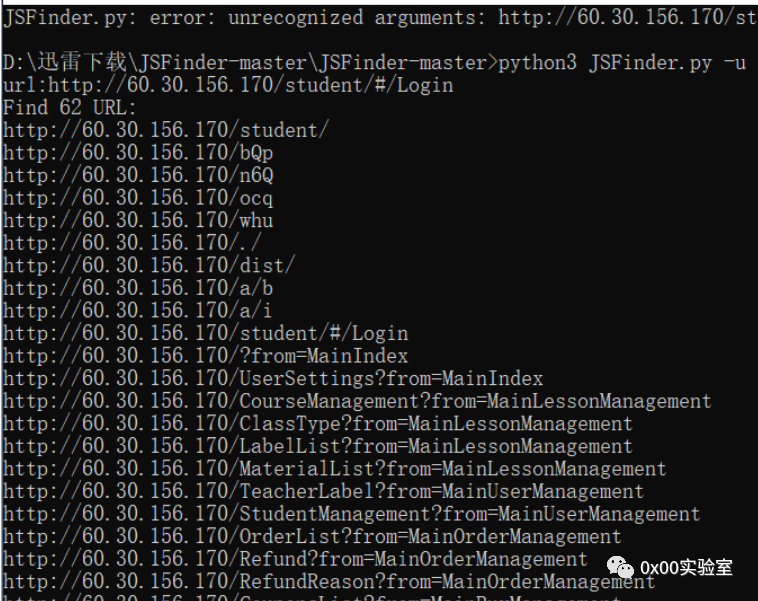 JSFinder.py: error: unrecognized arguments: http://60.30.156.170/st
D:\迅雷下载\JSFinder-master\JSFinder-master>python3 JSFinder.py -u
url:http://60.30.156.170/student/#/Login
Find 62 URL:
http://60.30.156.170/student/
http://60.30.156.170/bQp
http://60.30.156.170/n6Q
http://60.30.156.170/ocq
http://60.30.156.170/whu
http://60.30.156.170/./
http://60.30.156.170/dist/
http://60.30.156.170/a/b
http://60.30.156.170/a/i
http://60.30.156.170/student/#/Login
http://60.30.156.170/?from=MainIndex
http://60.30.156.170/UserSettings?from=MainIndex
http://60.30.156.170/CourseManagement?from=MainLessonManagement
http://60.30.156.170/ClassType?from=MainLessonManagement
http://60.30.156.170/LabelList?from=MainLessonManagement
http://60.30.156.170/MaterialList?from=MainLessonManagement
http://60.30.156.170/TeacherLabel?from=MainUserManagement
http://60.30.156.170/StudentManagement?from=MainUserManagement
http://60.30.156.170/OrderList?from=MainOrderManagement
http://60.30.156.170/Refund?from=MainOrderManagement
http://60.30.156.170/RefundReason?from=MainOrderManagement
0x00实验室